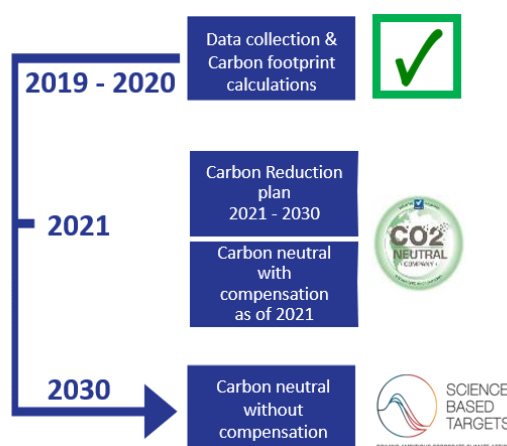 Data collection &
Carbon footprint
calculations
2019 - 2020
Carbon Reduction
plan
2021 - 2030
2021
Carbon neutral
with
compensation
as of 2021
CO2
NEUTRAL
COMPANY
2030
Carbon neutral
without
compensation
SCIENCE
BASED
TARGETS